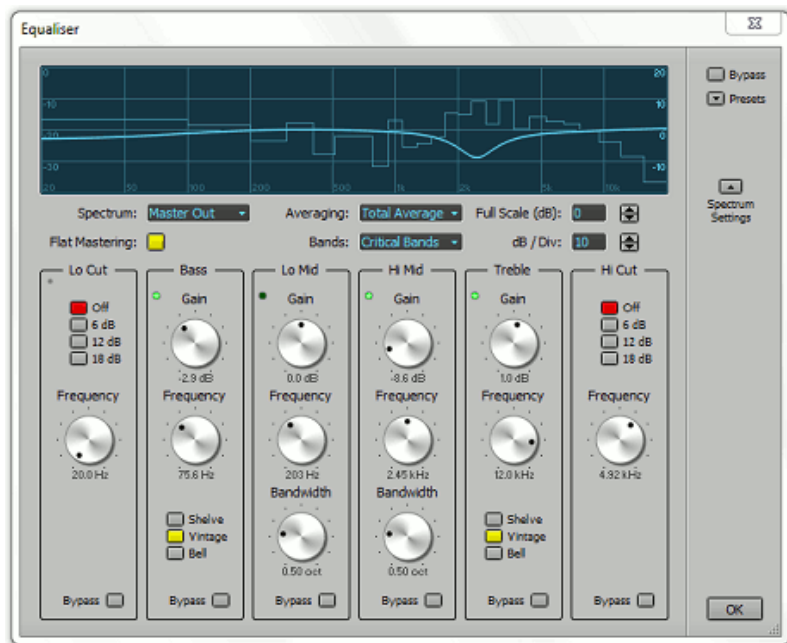 Equaliser
0 20
-10 10
-20 0
-30 -10
20 50 100 200 500 1k 2k 5k 10k
Bypass
Presets
Spectrum Settings
Spectrum: Master Out Averaging: Total Average Full Scale (dB): 0
Flat Mastering: Bands: Critical Bands dB / Div: 10
Lo Cut Bass Lo Mid Hi Mid Treble Hi Cut
Off Gain Gain Gain Gain Off
6 dB 6 dB
12 dB 12 dB
18 dB 18 dB
-2.9 dB 0.0 dB -8.6 dB 1.0 dB
Frequency Frequency Frequency Frequency Frequency Frequency
20.0 Hz 75.6 Hz 203 Hz 2.45 kHz 12.0 kHz 4.92 kHz
Bandwidth Bandwidth
Shelve Shelve
Vintage Vintage
Bell Bell
0.50 oct 0.50 oct
Bypass Bypass Bypass Bypass Bypass
OK